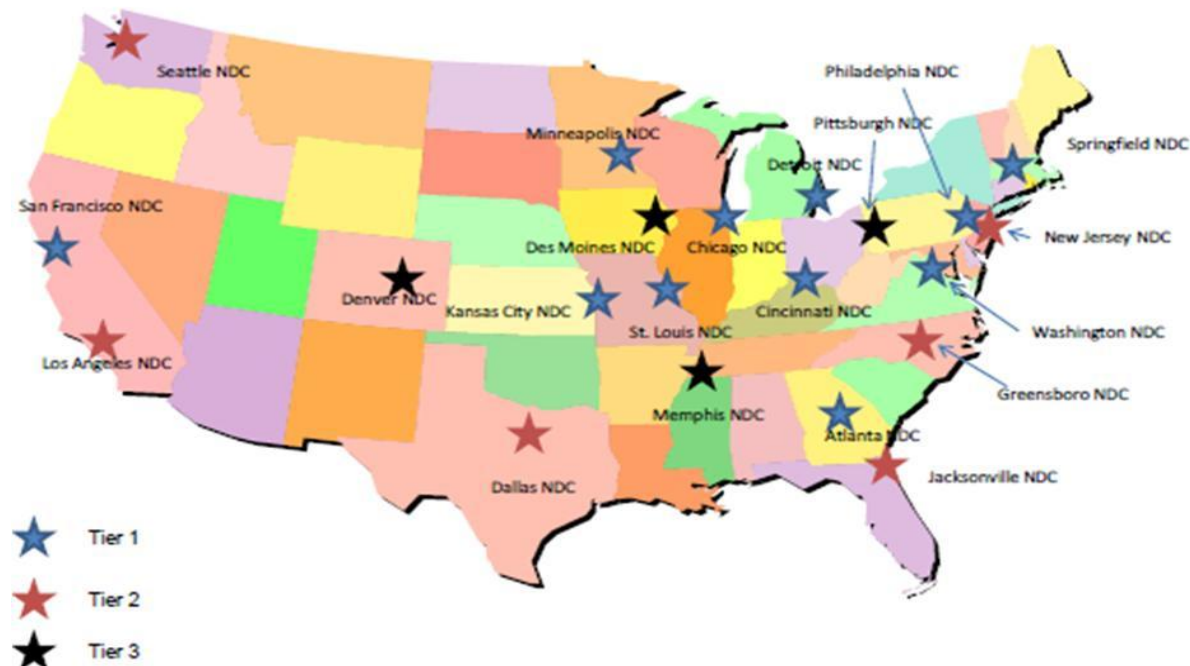 Philadelphia NDC
Seattle NDC
Pittsburgh NDC
Minneapolis NDC
Springfield NDC
Detroit NDC
San Francisco NDC
New Jersey NDC
Des Moines NDC
Chicago NDC
Denver NDC
Kansas City NDC
Cincinnati NDC
St. Louis NDC
Washington NDC
Los Angeles NDC
Greensboro NDC
Memphis NDC
Atlanta NDC
Jacksonville NDC
Dallas NDC
Tier 1
Tier 2
Tier 3